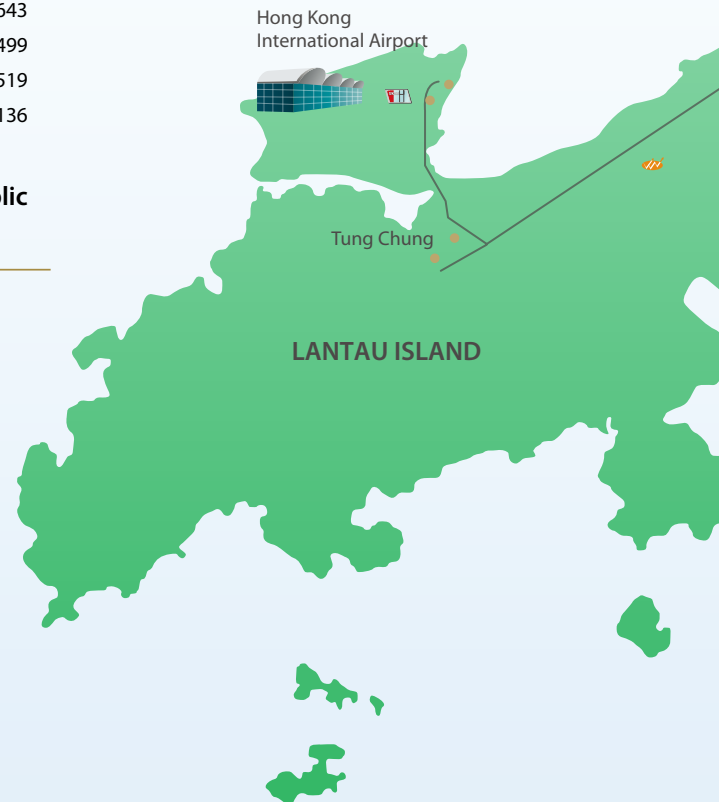 643
499
519
136
lic
Hong Kong
International Airport
Tung Chung
LANTAU ISLAND